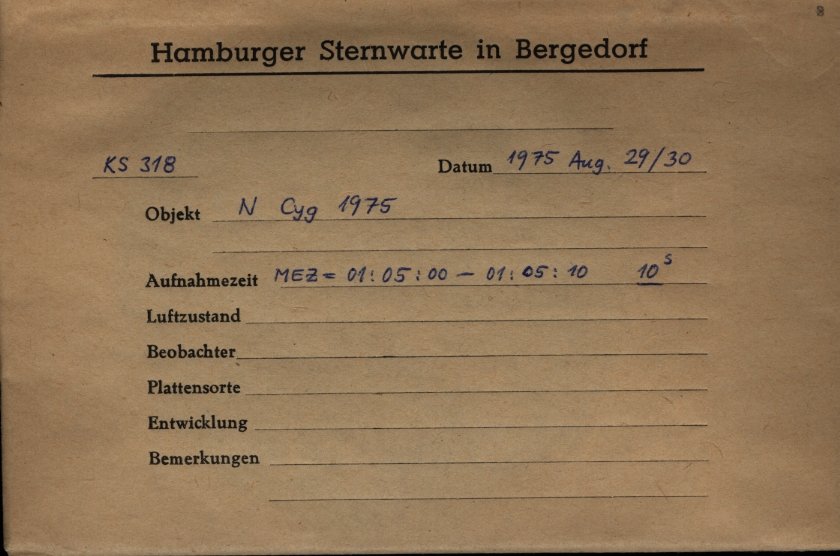 Hamburger Sternwarte in Bergedorf
KS 318 Datum 1975 Aug. 29/30
Objekt N Cyg 1975
Aufnahmezeit MEZ = 01:05:00 — 01:05:10 10s
Luftzustand
Beobachter
Plattensorte
Entwicklung
Bemerkungen